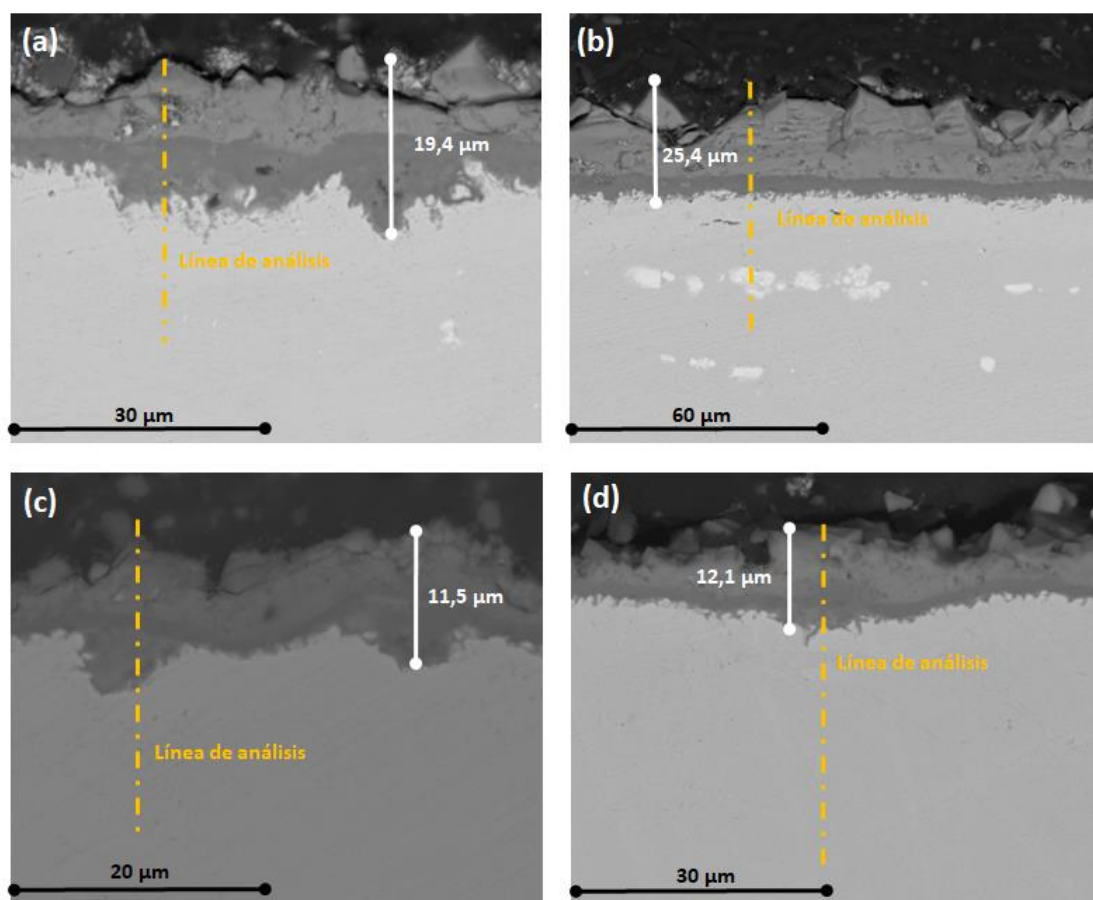 (a)
19,4 µm
Línea de análisis
30 µm
(b)
25,4 µm
Línea de análisis
60 µm
(c)
11,5 µm
Línea de análisis
20 µm
(d)
12,1 µm
Línea de análisis
30 µm